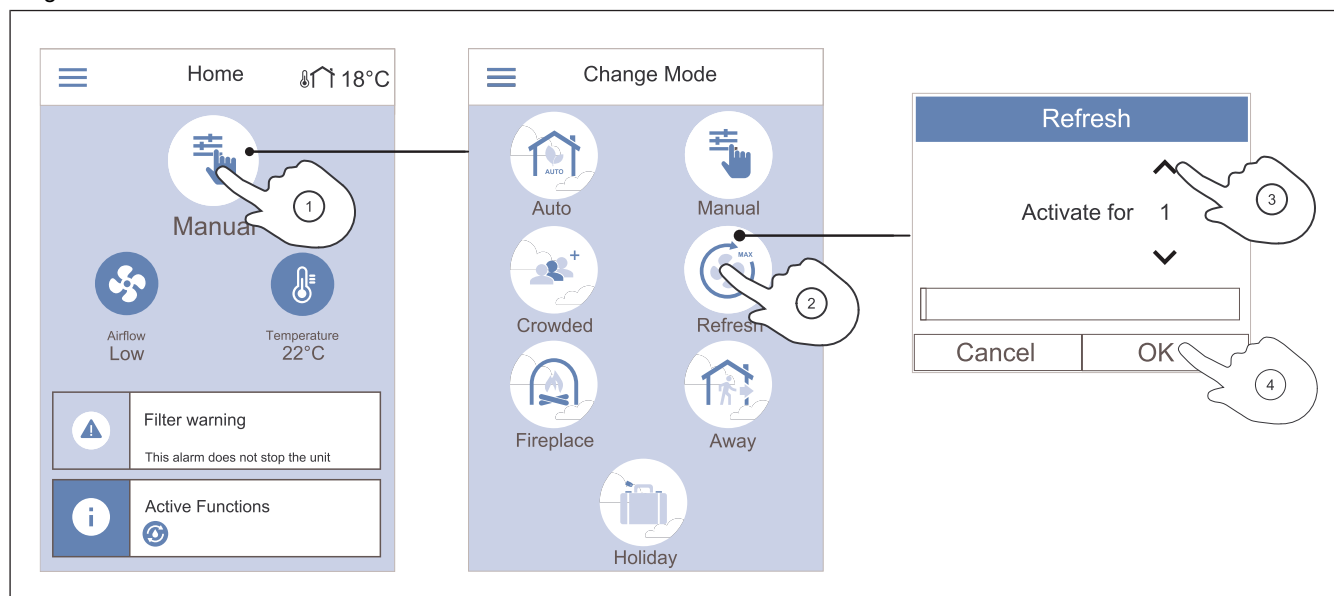 Home
18°C
Manual
1
Airflow
Low
Temperature
22°C
Filter warning
This alarm does not stop the unit
i
Active Functions
Change Mode
AUTO
Auto
Manual
Crowded
MAX
2
Refresh
Fireplace
Away
Holiday
Refresh
Activate for 1
3
Cancel
OK
4